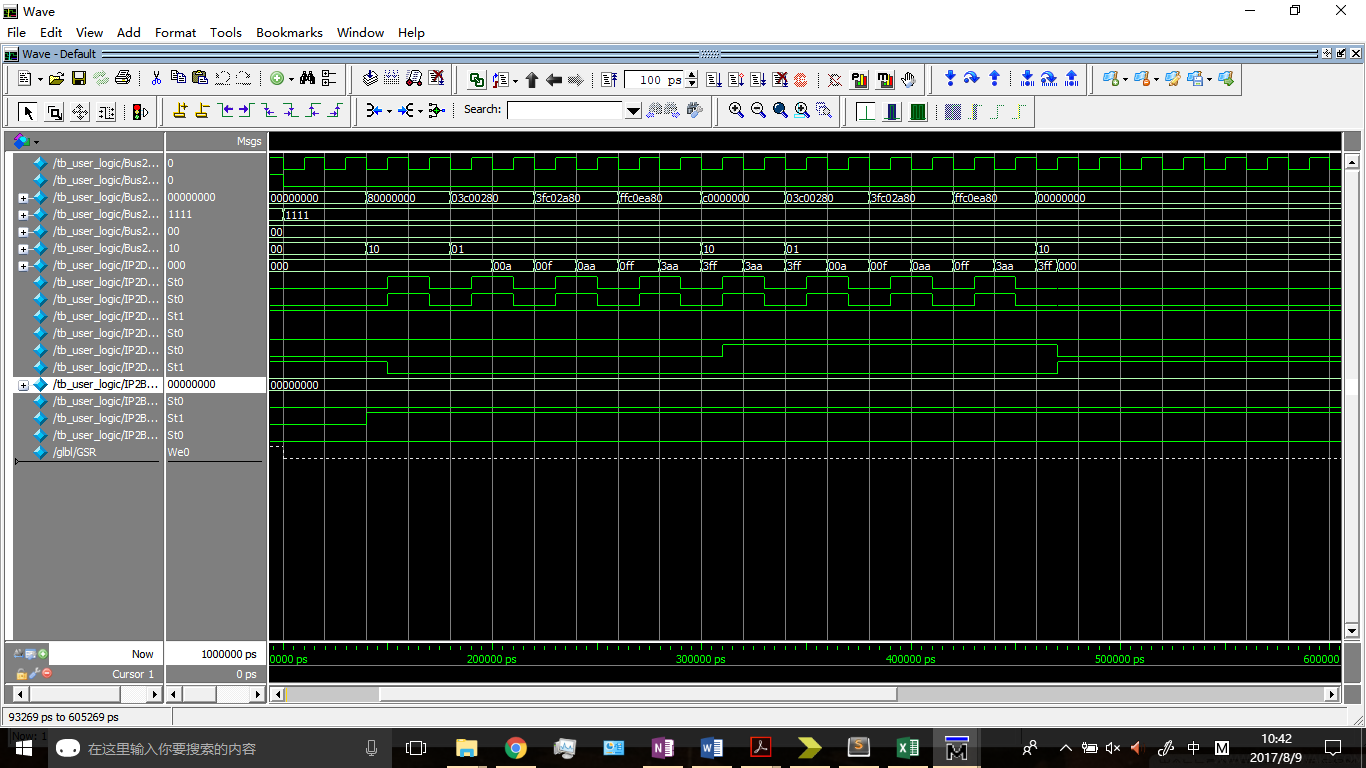 Wave
File Edit View Add Format Tools Bookmarks Window Help
Wave - Default
100 ps
Search:
Msgs
/tb_user_logic/Bus2... 0
/tb_user_logic/Bus2... 0
/tb_user_logic/Bus2... 00000000 00000000 80000000 03c00280 3fc02a80 ffc0ea80 c0000000 03c00280 3fc02a80 ffc0ea80 00000000
/tb_user_logic/Bus2... 1111 1111
/tb_user_logic/Bus2... 00 00
/tb_user_logic/Bus2... 10 00 10 01 10 01 10
/tb_user_logic/IP2D... 000 000 00a 00f 0aa 0ff 3aa 3ff 3aa 3ff 00a 00f 0aa 0ff 3aa 3ff 000
/tb_user_logic/IP2D... St0
/tb_user_logic/IP2D... St0
/tb_user_logic/IP2D... St1
/tb_user_logic/IP2D... St0
/tb_user_logic/IP2D... St0
/tb_user_logic/IP2D... St1
/tb_user_logic/IP2B... 00000000 00000000
/tb_user_logic/IP2B... St0
/tb_user_logic/IP2B... St1
/tb_user_logic/IP2B... St0
/glbl/GSR We0
Now 1000000 ps 0000 ps 200000 ps 300000 ps 400000 ps 500000 ps 600000
Cursor 1 0 ps
93269 ps to 605269 ps
Now: 1
在这里输入你要搜索的内容
中 M 10:42
2017/8/9